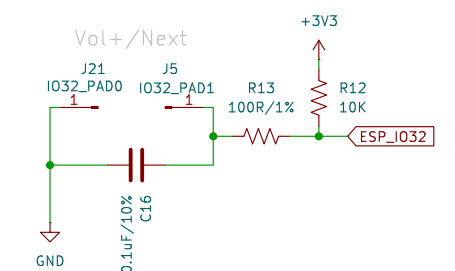 Vol+/Next
+3V3
J21
IO32_PAD0
1
J5
IO32_PAD1
1
R13
100R/1%
R12
10K
ESP_IO32
0.1uF/10%
C16
GND